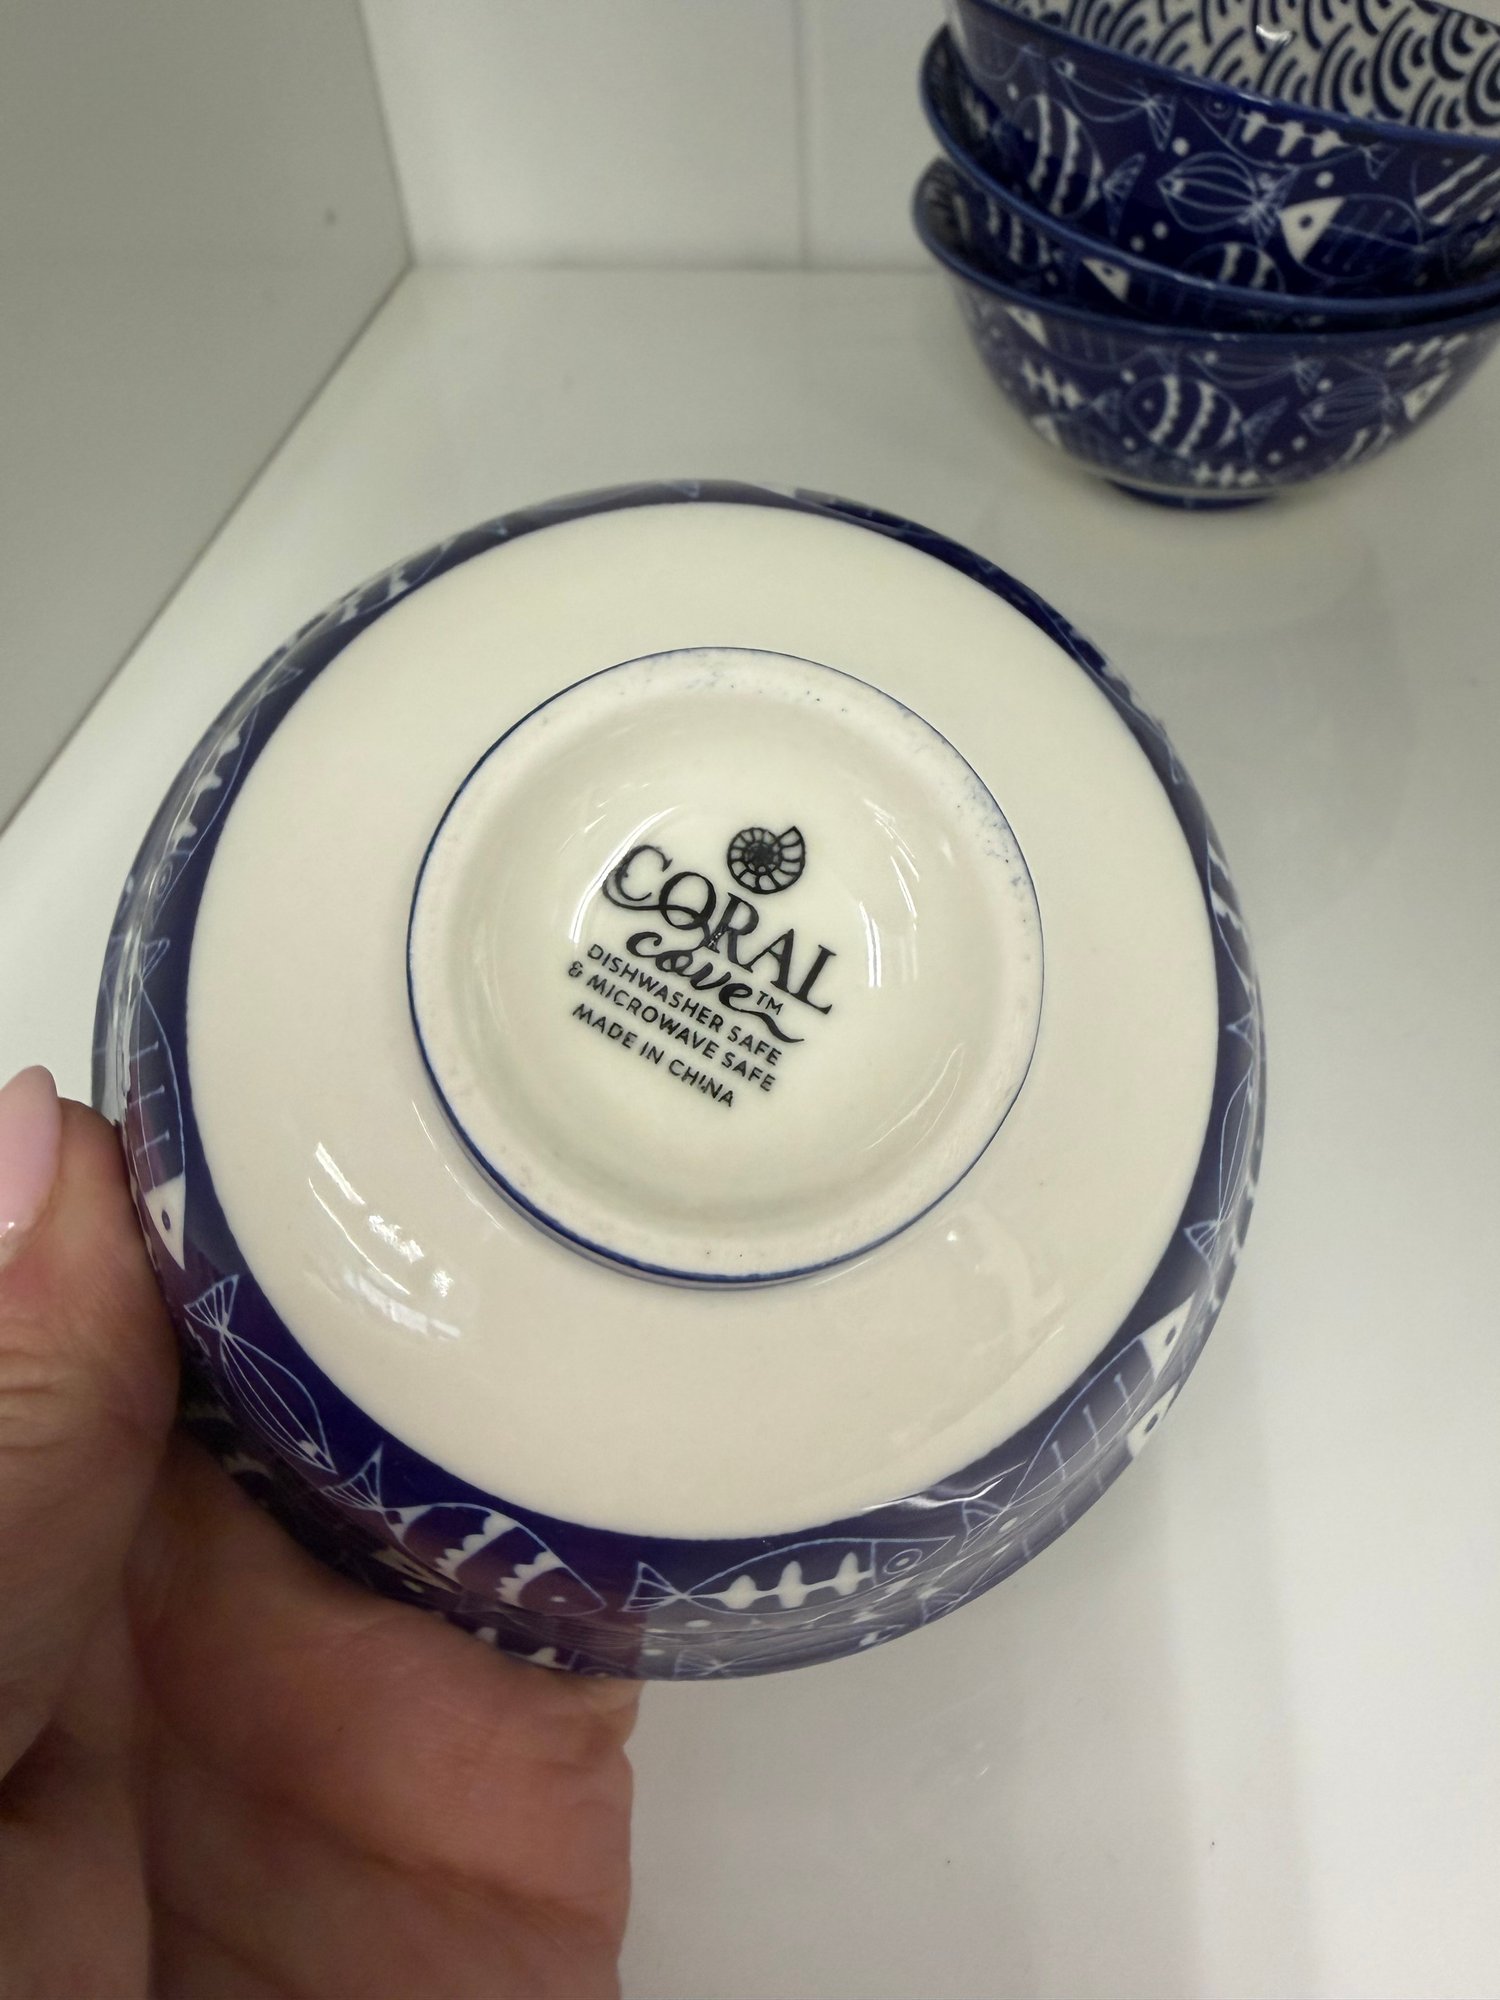 CORAL
cove™
DISHWASHER SAFE
& MICROWAVE SAFE
MADE IN CHINA